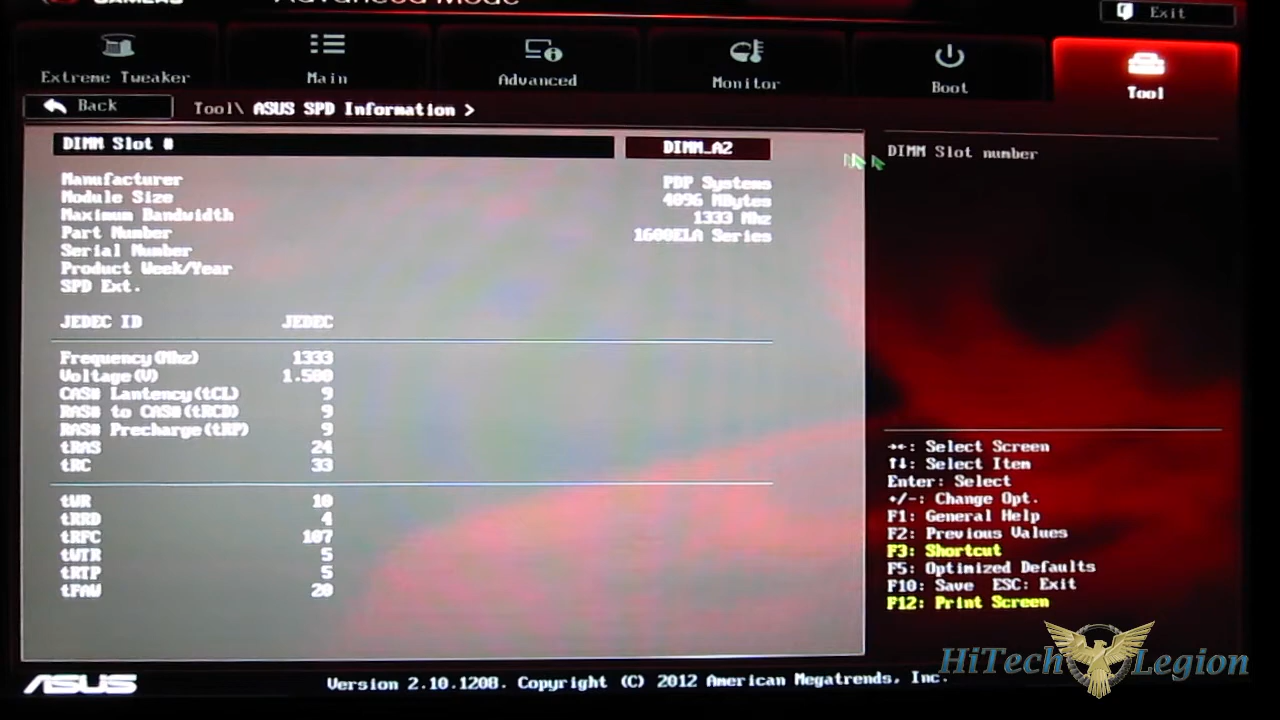 GAMERS
Advanced Mode
Exit
Extreme Tweaker
Main
Advanced
Monitor
Boot
Tool
Back
Tool\ ASUS SPD Information >
DIMM Slot # DIMM_A2
DIMM Slot number
Manufacturer PDP Systems
Module Size 4096 MBytes
Maximum Bandwidth 1333 Mhz
Part Number 1600ELA Series
Serial Number
Product Week/Year
SPD Ext.
JEDEC ID JEDEC
Frequency(Mhz) 1333
Voltage(V) 1.500
CAS# Lantency(tCL) 9
RAS# to CAS#(tRCD) 9
RAS# Precharge(tRP) 9
tRAS 24
tRC 33
tWR 10
tRRD 4
tRFC 107
tWTR 5
tRTP 5
tFAW 20
→←: Select Screen
↑↓: Select Item
Enter: Select
+/-: Change Opt.
F1: General Help
F2: Previous Values
F3: Shortcut
F5: Optimized Defaults
F10: Save ESC: Exit
F12: Print Screen
HiTech Legion
ASUS
Version 2.10.1208. Copyright (C) 2012 American Megatrends, Inc.